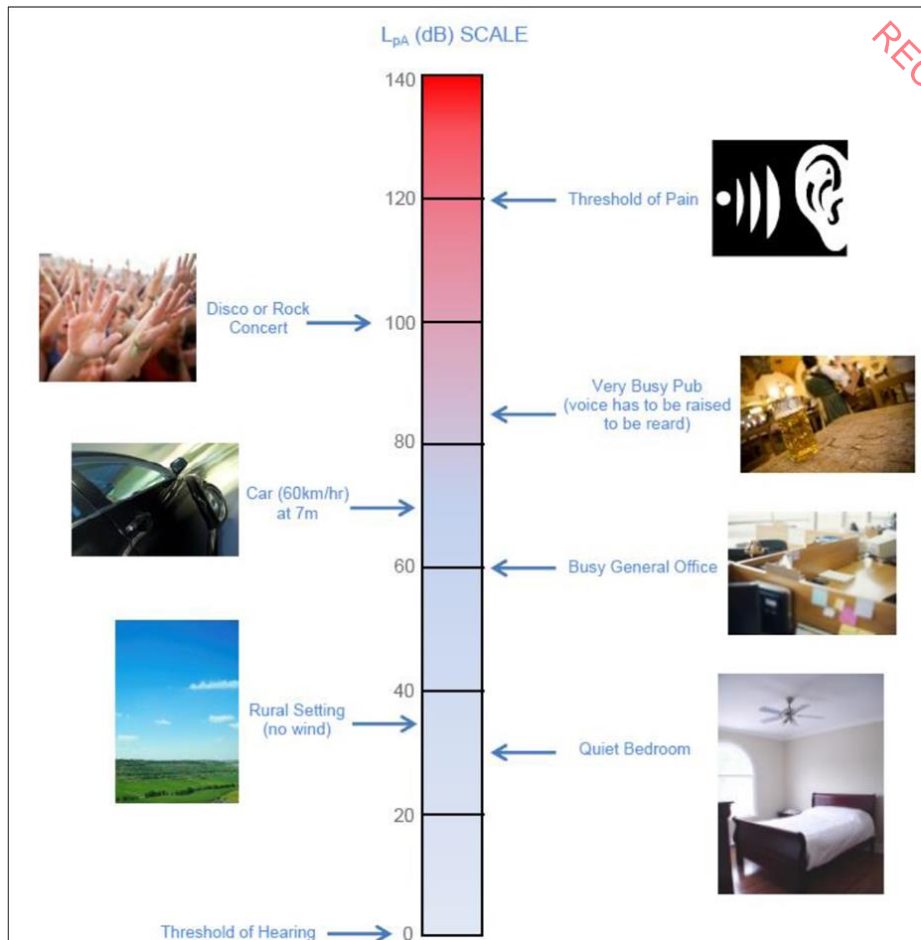 L_pA (dB) SCALE
REC
140
Threshold of Pain
120
Disco or Rock
Concert
100
Very Busy Pub
(voice has to be raised
to be reard)
80
Car (60km/hr)
at 7m
60
Busy General Office
40
Rural Setting
(no wind)
Quiet Bedroom
20
Threshold of Hearing
0